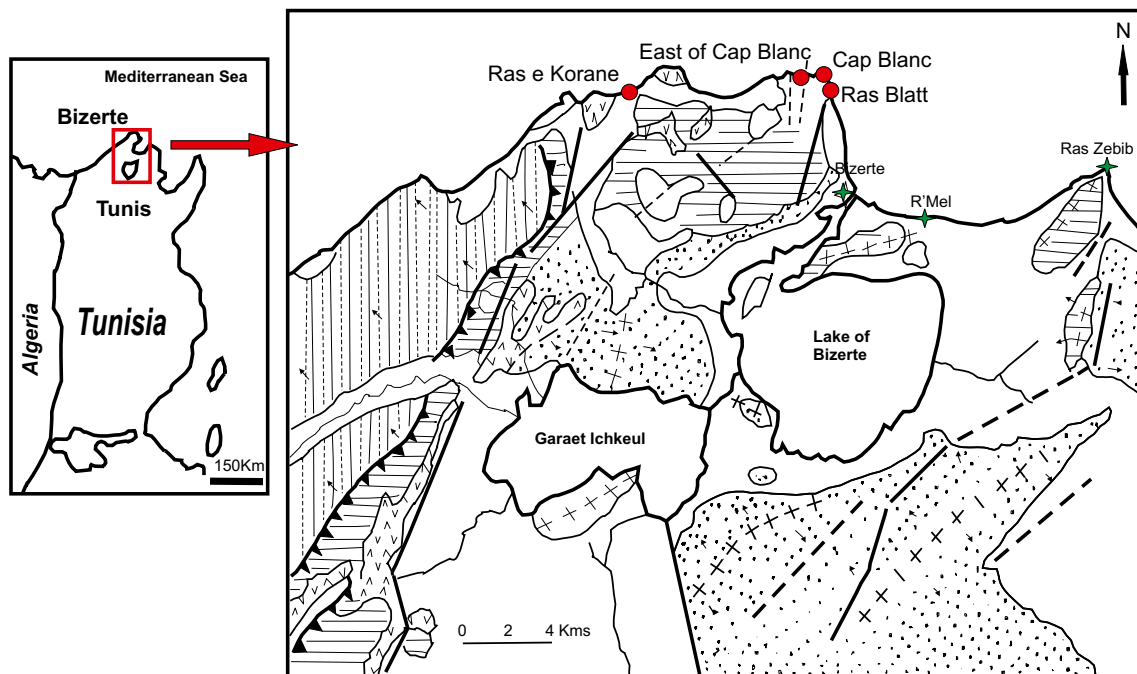 Mediterranean Sea
Bizerte
Tunis
Algeria
Tunisia
150Km
N
East of Cap Blanc
Cap Blanc
Ras e Korane
Ras Blatt
Ras Zebib
Bizerte
R'Mel
Lake of
Bizerte
Garaet Ichkeul
0 2 4 Kms